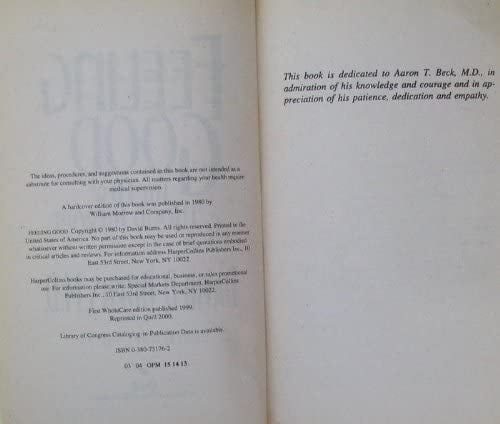 The ideas, procedures, and suggestions contained in this book are not intended as a
substitute for consulting with your physician. All matters regarding your health require
medical supervision.
A hardcover edition of this book was published in 1980 by
William Morrow and Company, Inc.
FEELING GOOD. Copyright © 1980 by David Burns. All rights reserved. Printed in the
United States of America. No part of this book may be used or reproduced in any manner
whatsoever without written permission except in the case of brief quotations embodied
in critical articles and reviews. For information address HarperCollins Publishers Inc., 10
East 53rd Street, New York, NY 10022.
HarperCollins books may be purchased for educational, business, or sales promotional
use. For information please write: Special Markets Department, HarperCollins
Publishers Inc., 10 East 53rd Street, New York, NY 10022.
First WholeCare edition published 1999.
Reprinted in Quill 2000.
Library of Congress Cataloging-in-Publication Data is available.
ISBN 0-380-73176-2
03 04 OPM 15 14 13
This book is dedicated to Aaron T. Beck, M.D., in
admiration of his knowledge and courage and in ap-
preciation of his patience, dedication and empathy.